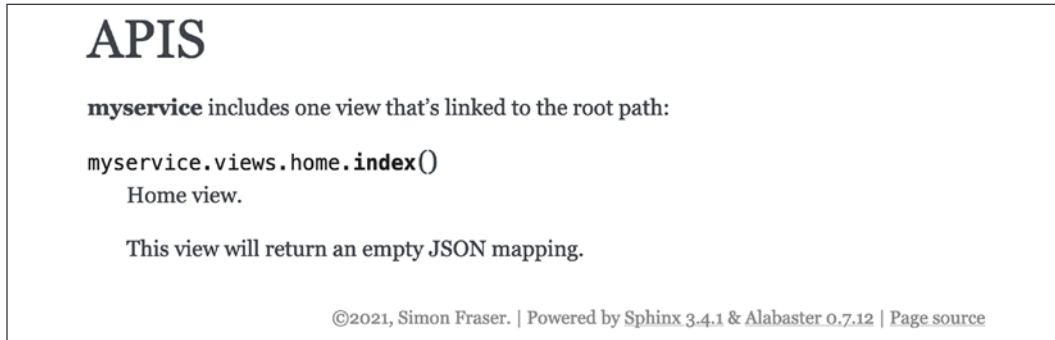 APIS
myservice includes one view that’s linked to the root path:
myservice.views.home.index()
Home view.
This view will return an empty JSON mapping.
©2021, Simon Fraser. | Powered by Sphinx 3.4.1 & Alabaster 0.7.12 | Page source